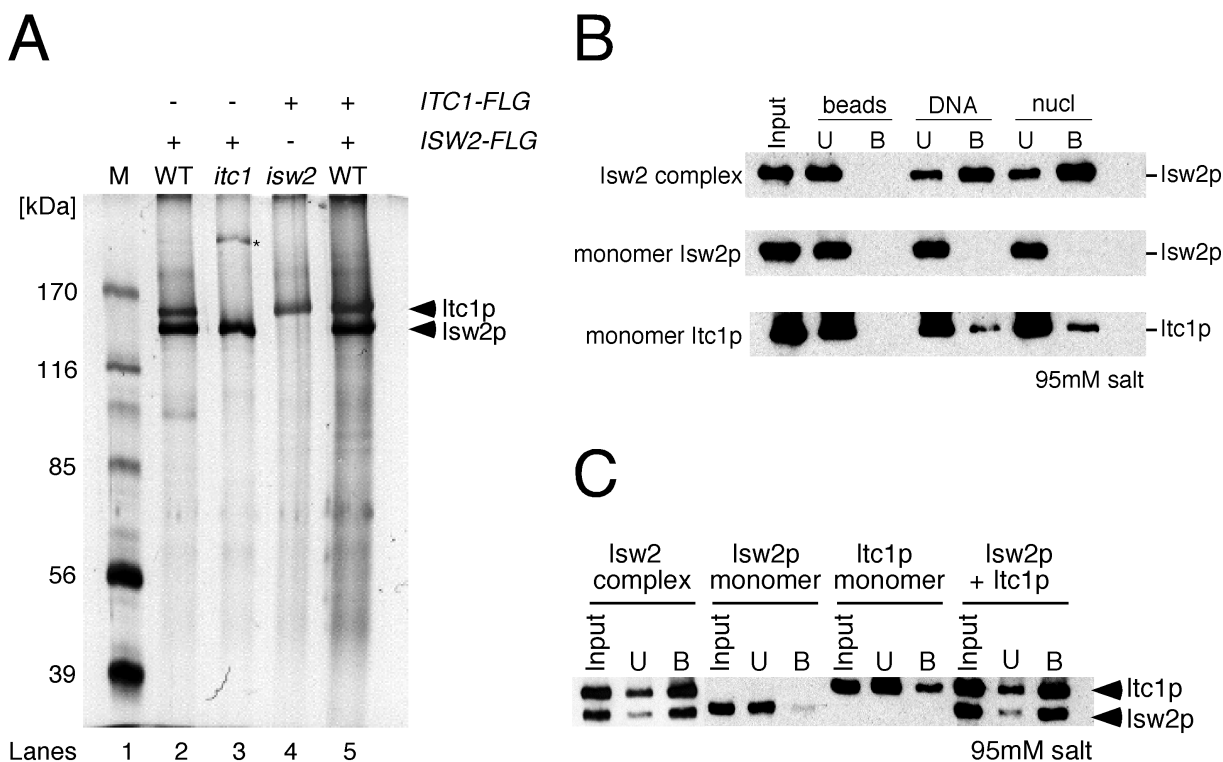 A
- - + + ITC1-FLG
+ + - + ISW2-FLG
M WT itc1 isw2 WT
[kDa]
*
170
Itc1p
Isw2p
116
85
56
39
Lanes 1 2 3 4 5
B
Input beads DNA nucl
U B U B U B
Isw2 complex Isw2p
monomer Isw2p Isw2p
monomer Itc1p Itc1p
95mM salt
C
Isw2 complex Isw2p monomer Itc1p monomer Isw2p + Itc1p
Input U B Input U B Input U B Input U B
Itc1p
Isw2p
95mM salt